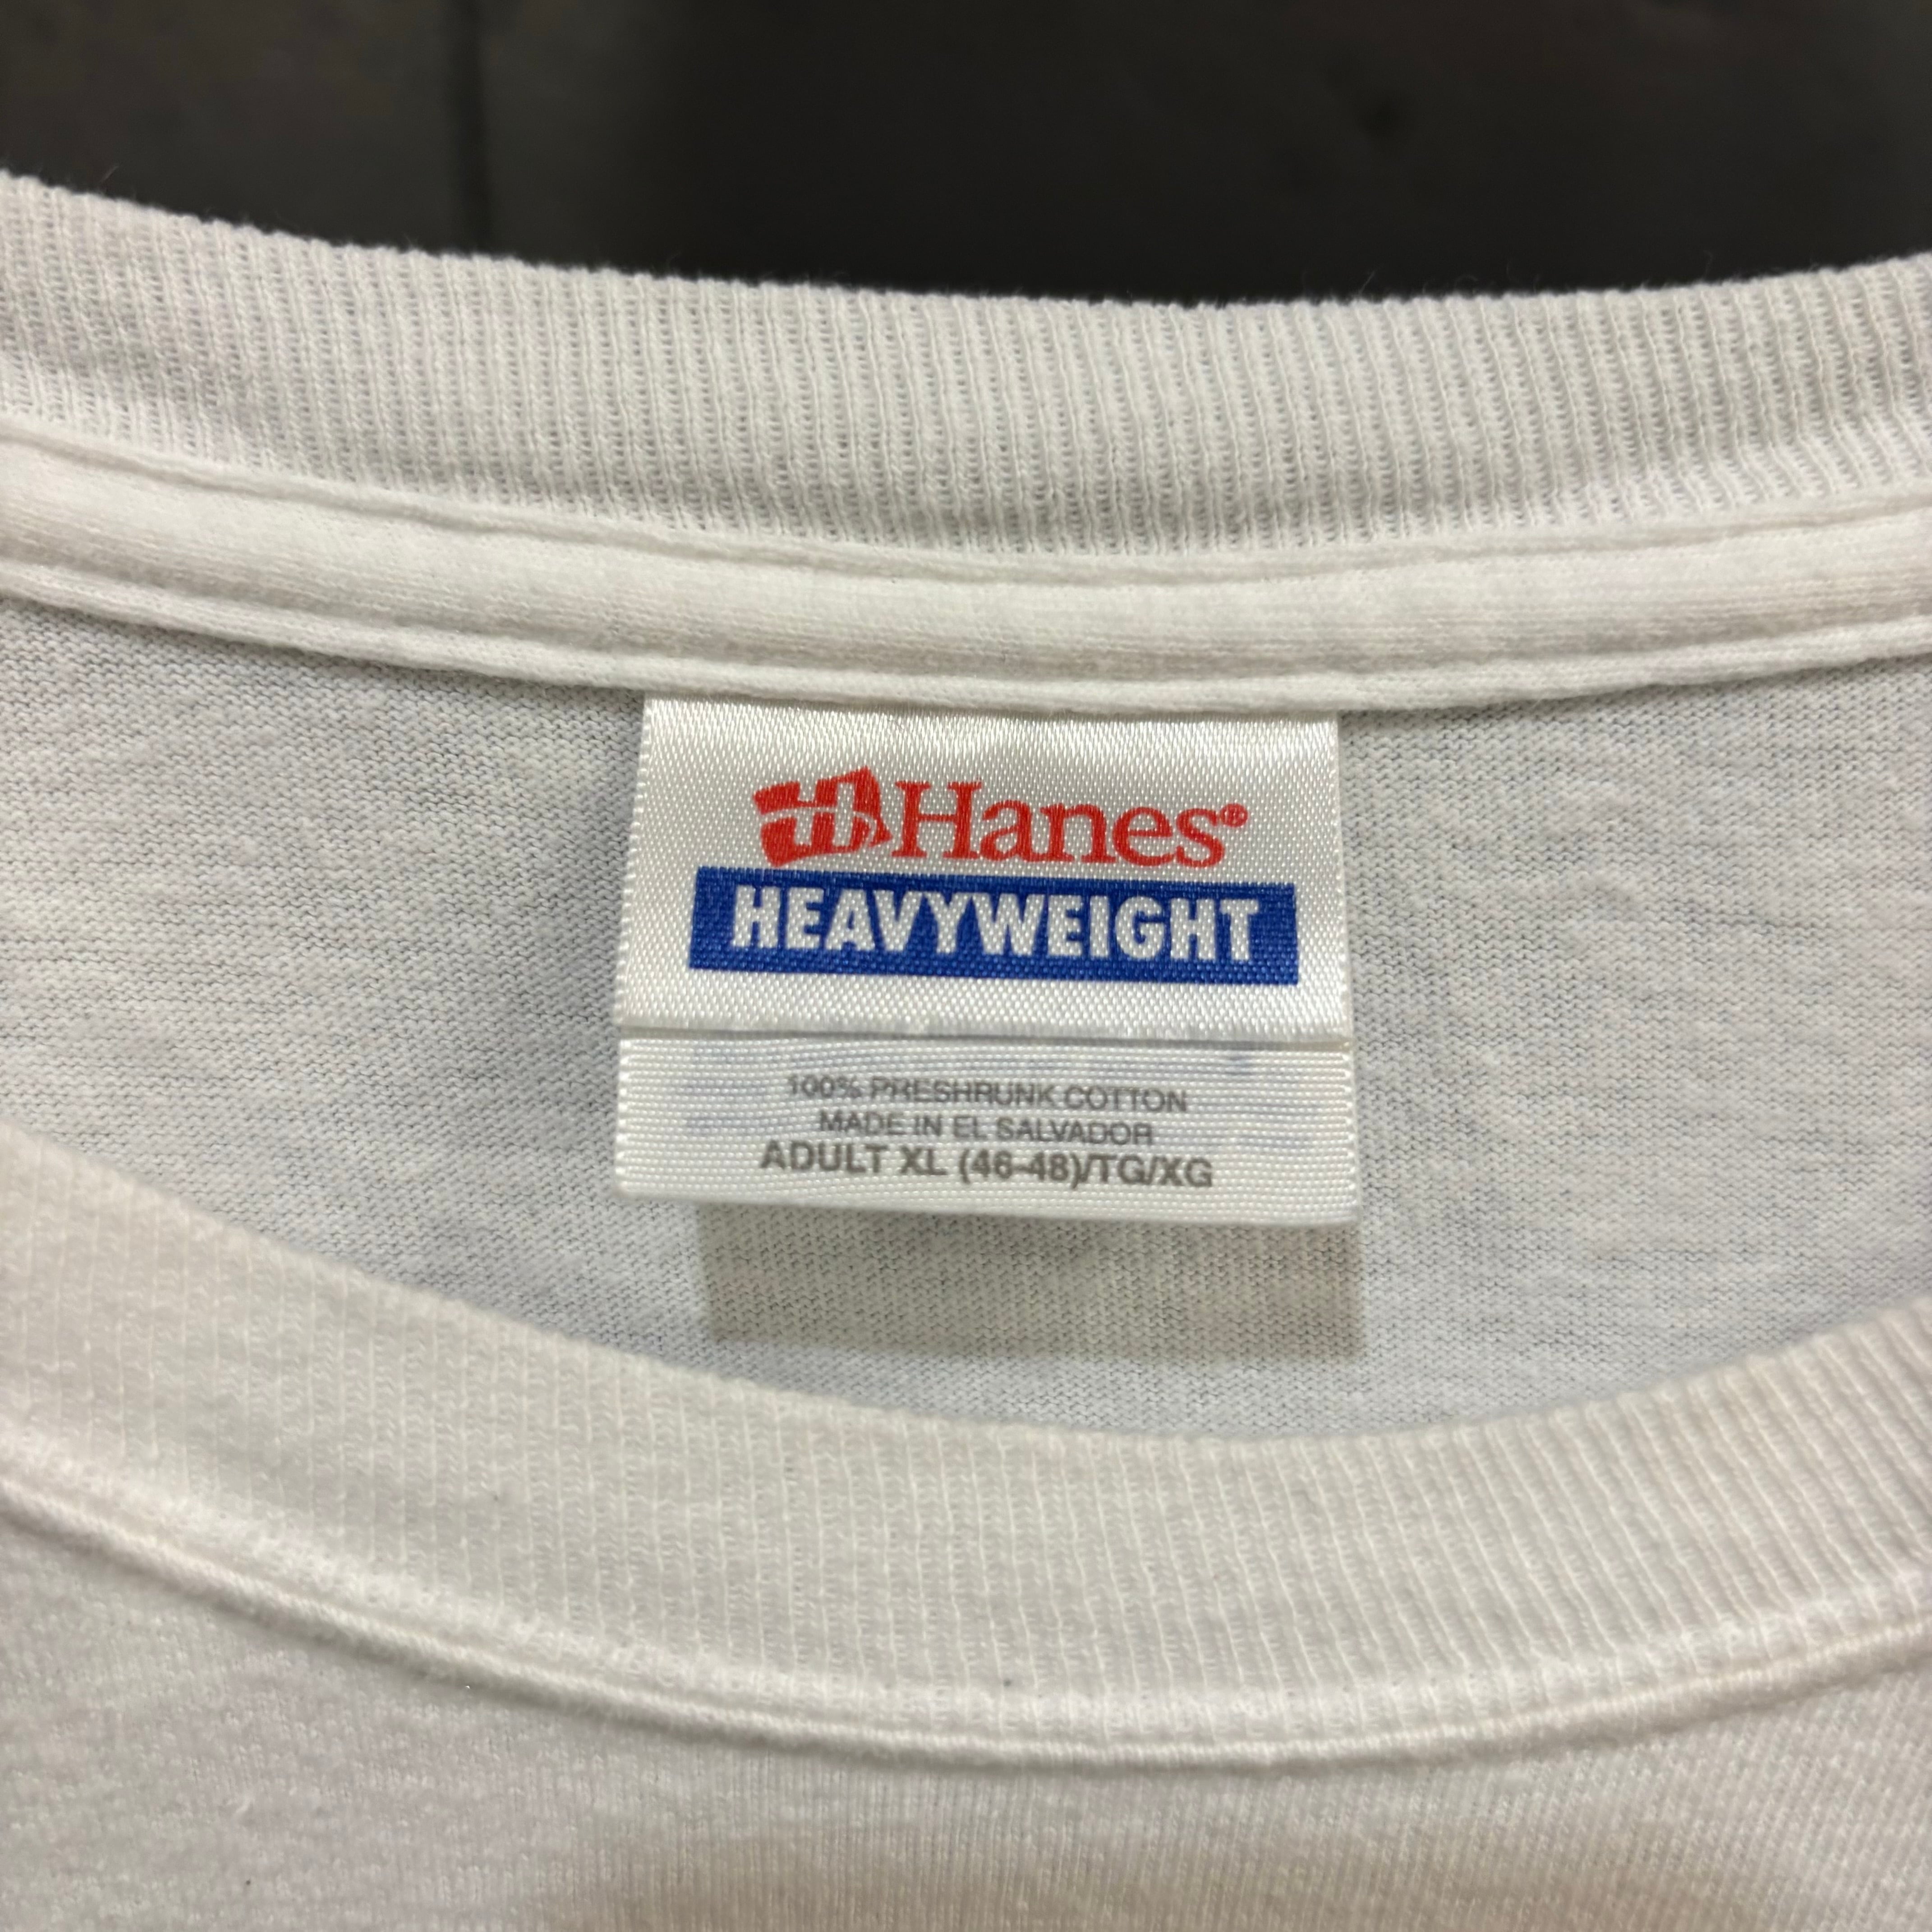 Hanes®
HEAVYWEIGHT
100% PRESHRUNK COTTON
MADE IN EL SALVADOR
ADULT XL (46-48)/TG/XG